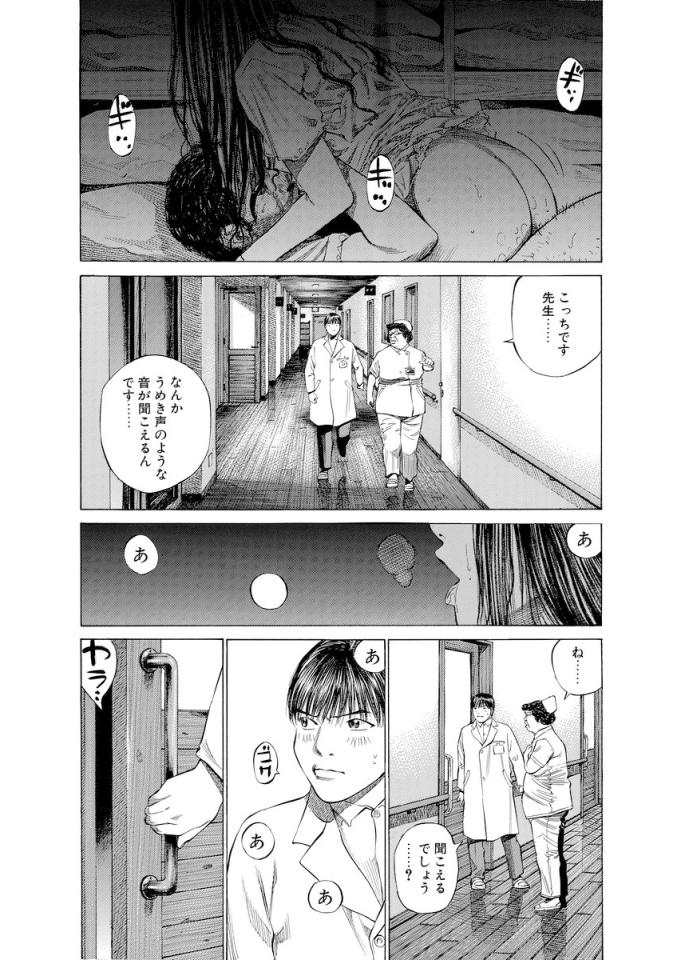 ギッ…
ギッ…
ギッ…
こっちです
先生……
なんか
うめき声のような
音が聞こえるん
です……
あ
あ
ね…
……
聞こえる
でしょう
……?
あ
ゴク
あ
あ
ヤラ…